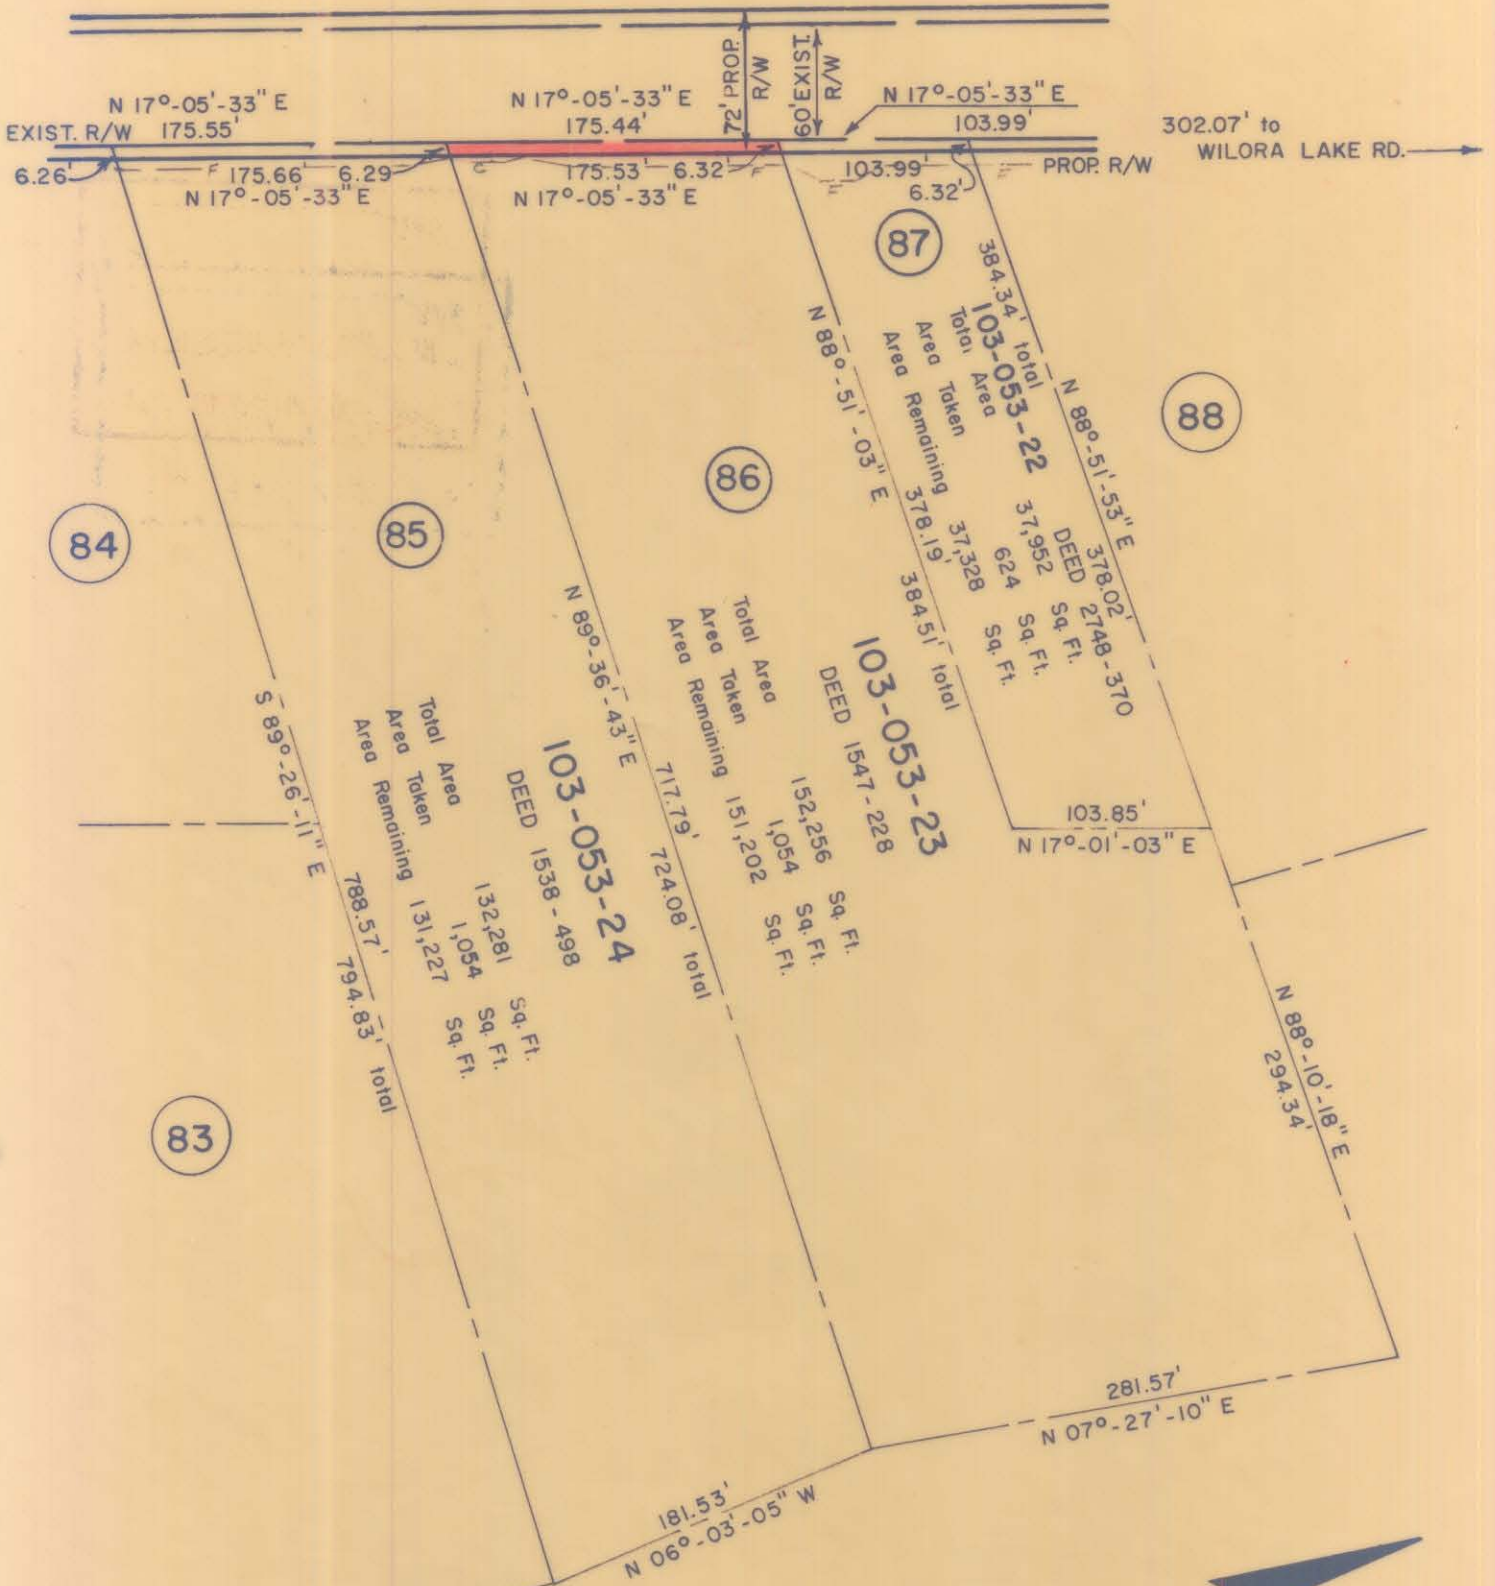 72' PROP.
R/W
60' EXIST.
R/W
N 17°-05'-33" E
175.55'
EXIST. R/W
N 17°-05'-33" E
175.44'
N 17°-05'-33" E
103.99'
302.07' to
WILORA LAKE RD.
6.26'
175.66'
6.29
N 17°-05'-33" E
175.53'
6.32'
N 17°-05'-33" E
103.99'
6.32'
PROP. R/W
84
85
86
87
88
83
384.34' total
N 88°-51'-53" E
378.02'
103-053-22
DEED 2748-370
Total Area 37,952 Sq. Ft.
Area Taken 624 Sq. Ft.
Area Remaining 37,328 Sq. Ft.
N 88°-51'-03" E
378.19'
384.51' total
103.85'
N 17°-01'-03" E
103-053-23
DEED 1547-228
Total Area 152,256 Sq. Ft.
Area Taken 1,054 Sq. Ft.
Area Remaining 151,202 Sq. Ft.
N 89°-36'-43" E
717.79'
724.08' total
103-053-24
DEED 1538-498
Total Area 132,281 Sq. Ft.
Area Taken 1,054 Sq. Ft.
Area Remaining 131,227 Sq. Ft.
S 89°-26'-11" E
788.57'
794.83' total
N 88°-10'-18" E
294.34'
281.57'
N 07°-27'-10" E
181.53'
N 06°-03'-05" W